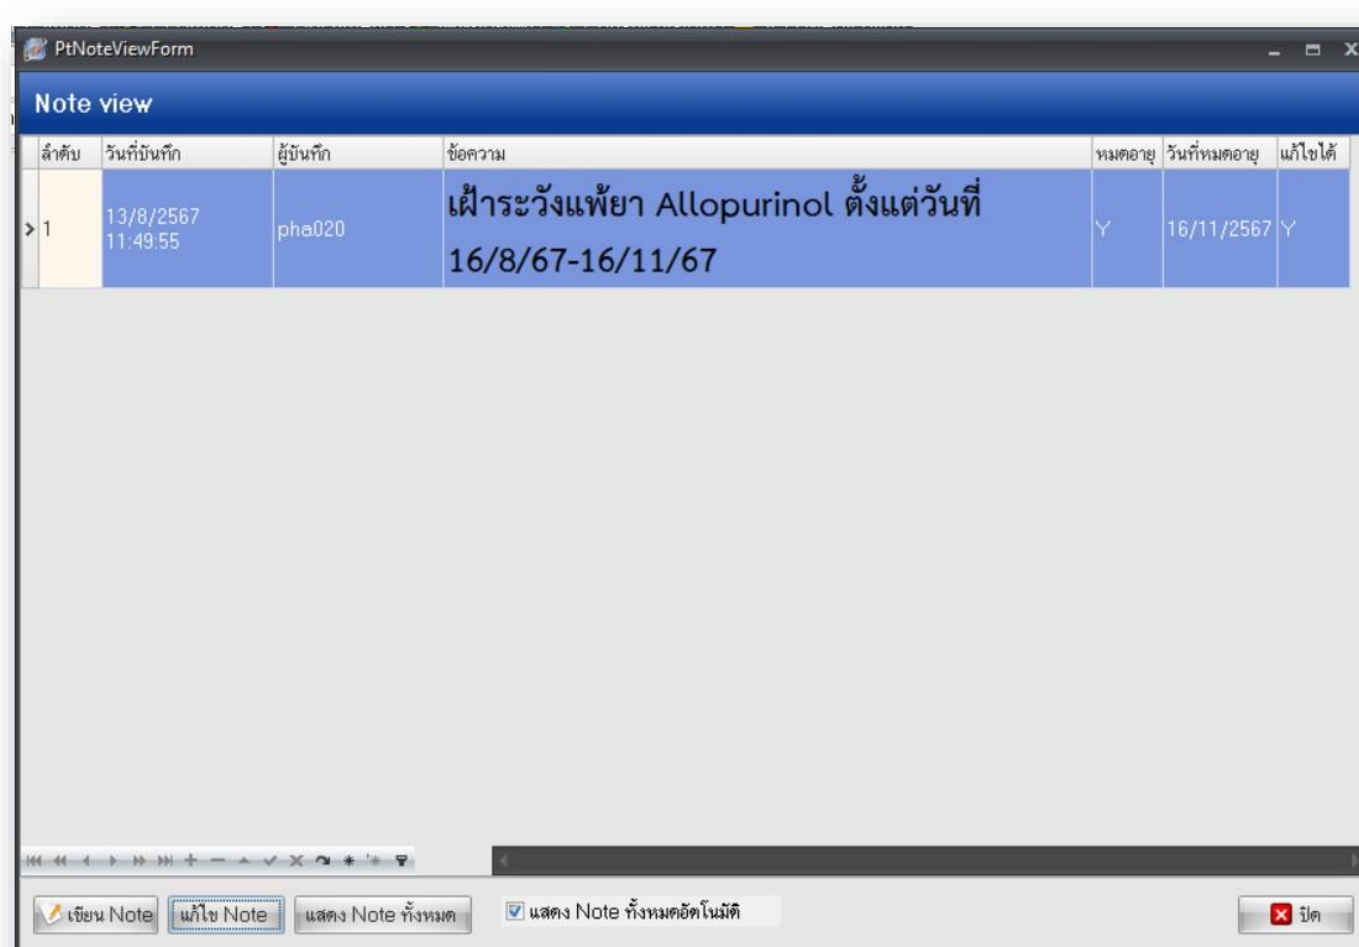 PtNoteViewForm
Note view
ลำดับ วันที่บันทึก ผู้บันทึก ข้อความ หมดอายุ วันที่หมดอายุ แก้ไขได้
1 13/8/2567 11:49:55 pha020 เฝ้าระวังแพ้ยา Allopurinol ตั้งแต่วันที่ Y 16/11/2567 Y
16/8/67-16/11/67
เขียน Note แก้ไข Note แสดง Note ทั้งหมด แสดง Note ทั้งหมดอัตโนมัติ ปิด